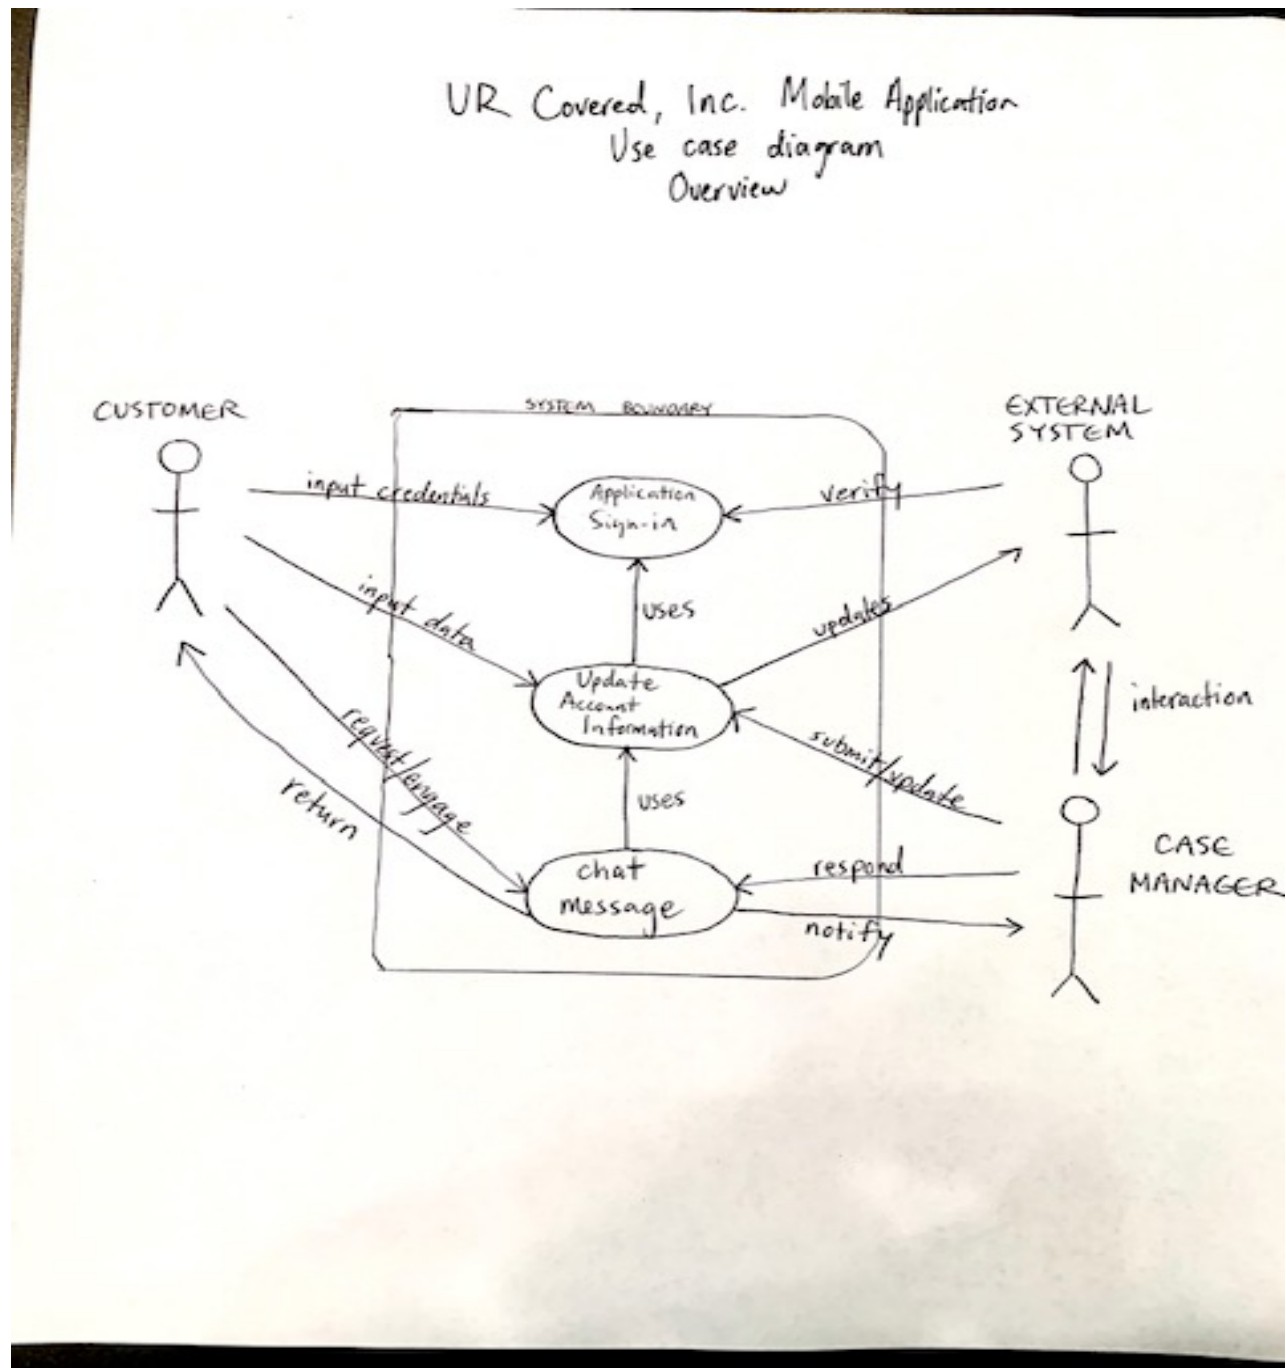 UR Covered, Inc. Mobile Application
Use case diagram
Overview
CUSTOMER
SYSTEM BOUNDARY
EXTERNAL
SYSTEM
input credentials
Application
Sign-in
verify
input data
uses
updates
Update
Account
Information
interaction
request/engage
return
uses
submit/update
chat
message
respond
notify
CASE
MANAGER